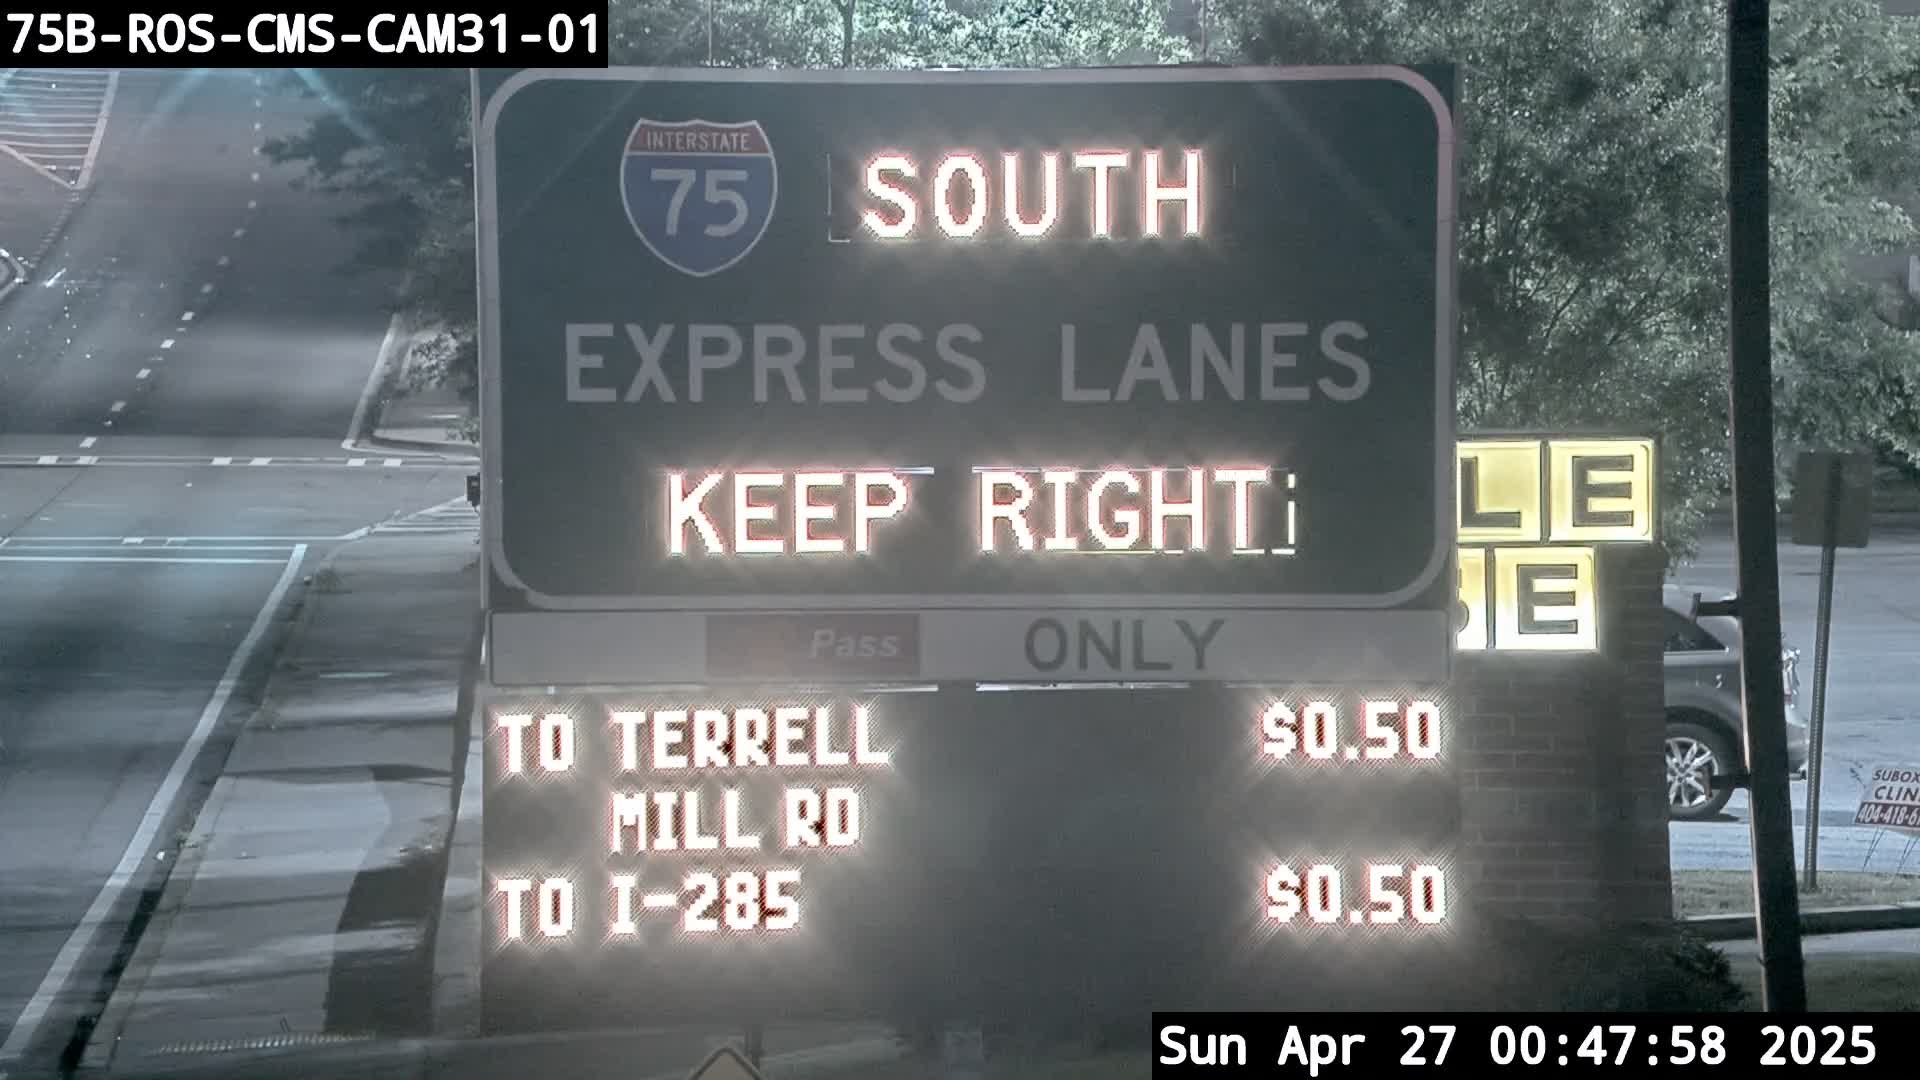 75B-ROS-CMS-CAM31-01
INTERSTATE
75
SOUTH
EXPRESS LANES
KEEP RIGHT
Pass ONLY
TO TERRELL $0.50
MILL RD
TO I-285 $0.50
LE
E
SUBOX
CLIN
404-418-6
Sun Apr 27 00:47:58 2025